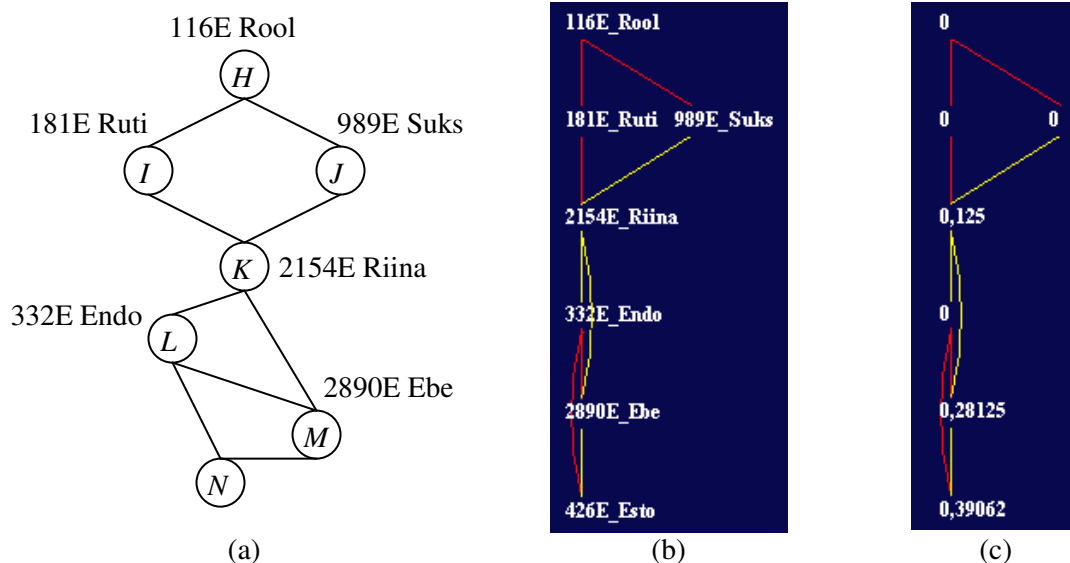 116E Rool
H
181E Ruti
989E Suks
I
J
K
2154E Riina
332E Endo
L
2890E Ebe
M
N
(a)
116E_Rool
181E_Ruti 989E_Suks
2154E_Riina
332E_Endo
2890E_Ebe
426E_Esto
(b)
0
0 0
0,125
0
0,28125
0,39062
(c)